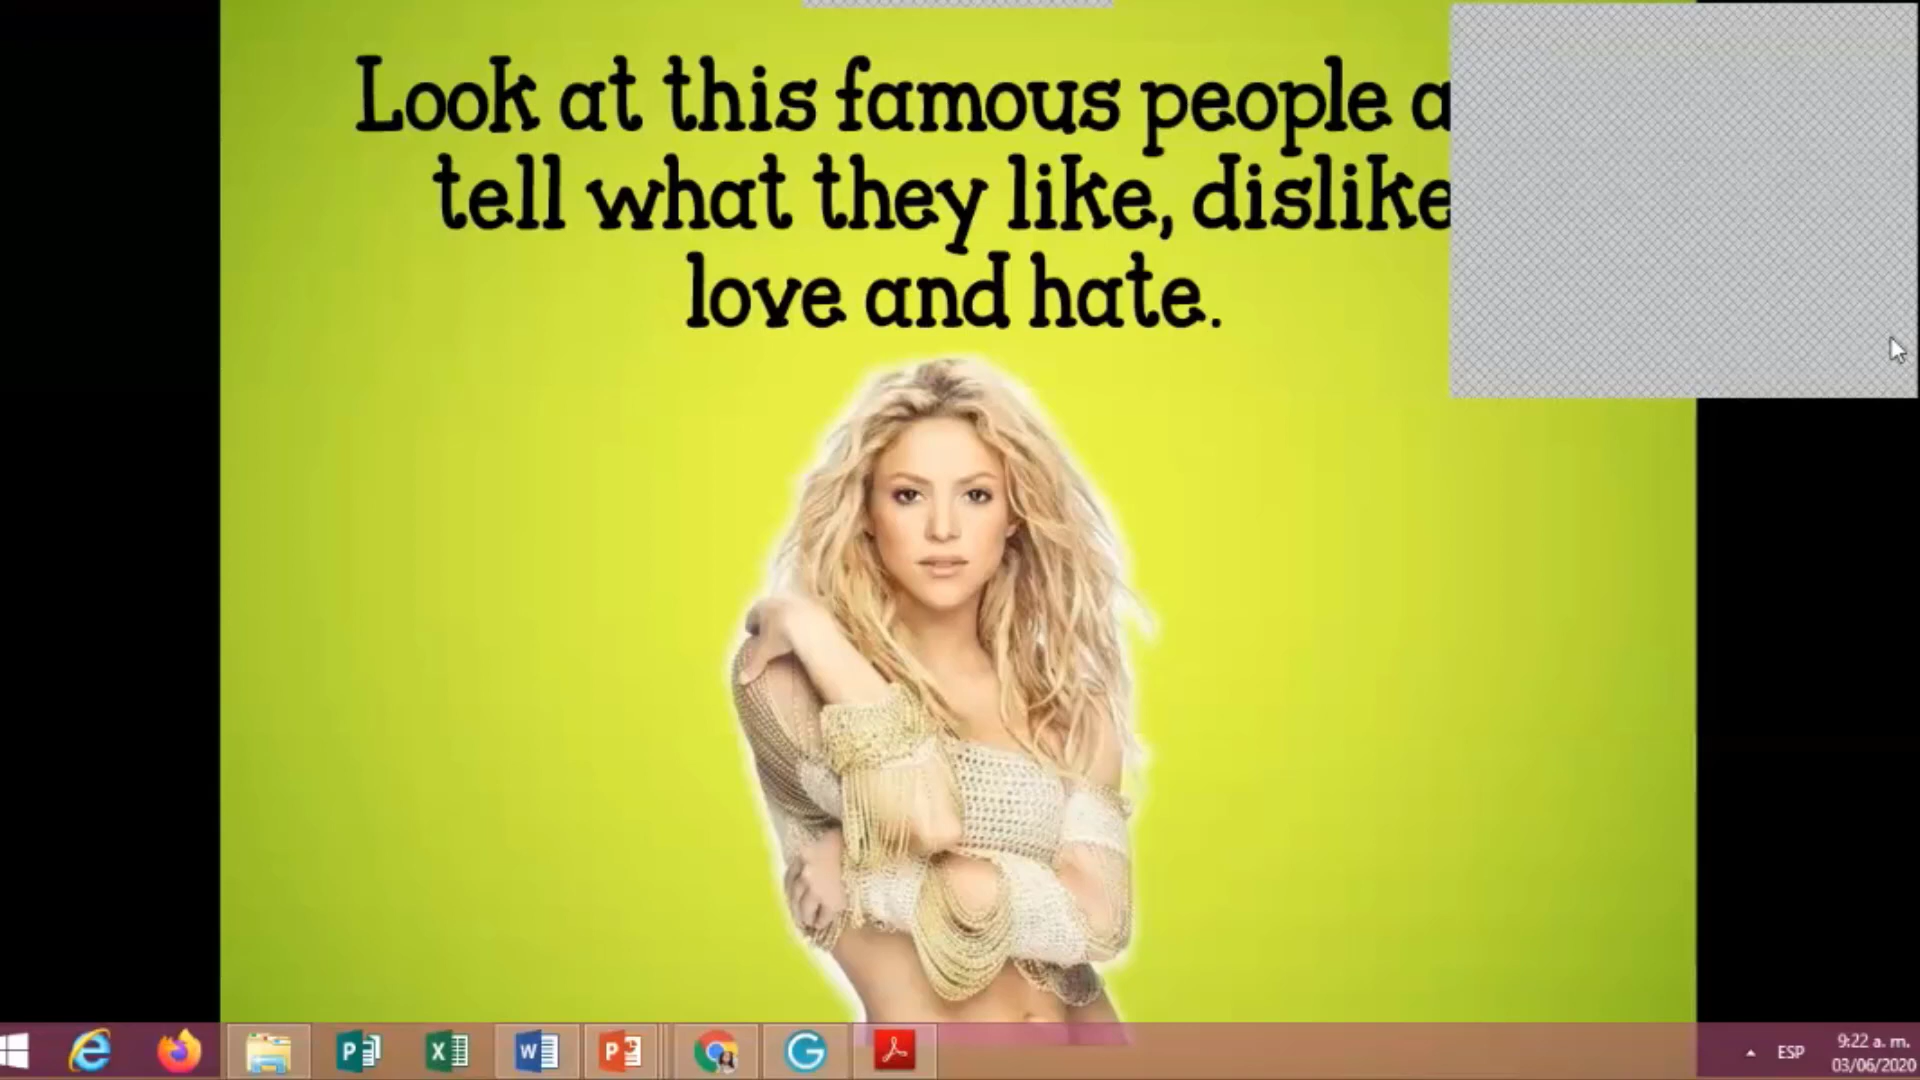 Look at this famous people a
tell what they like, dislike
love and hate.
ESP
9:22 a. m.
03/06/2020